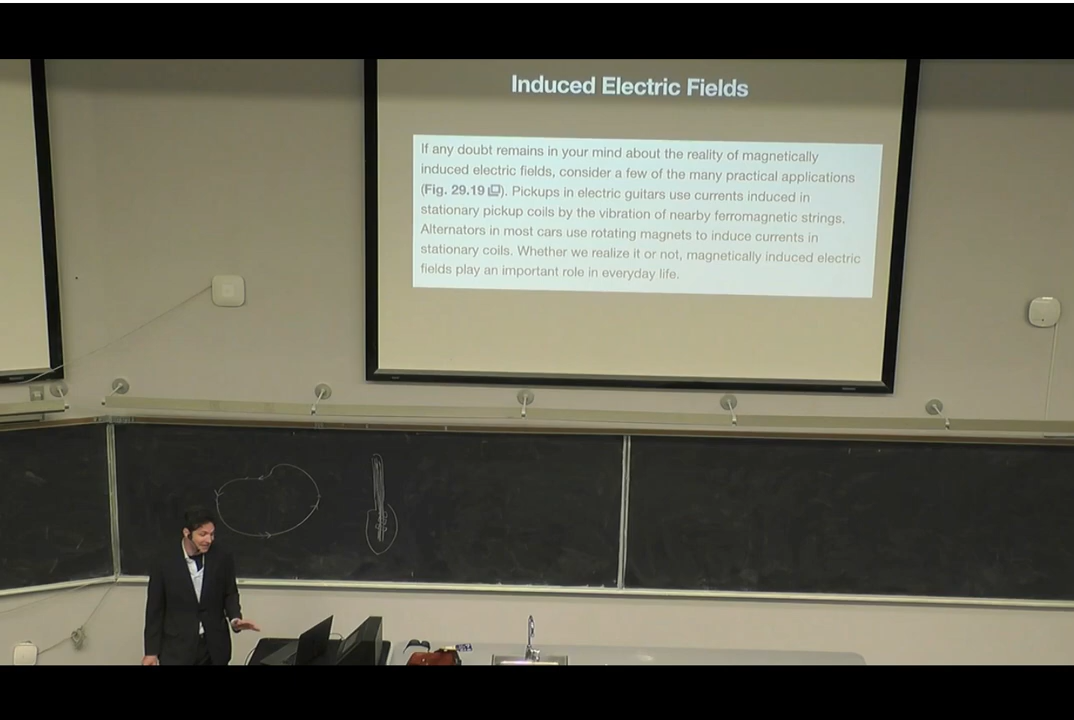 Induced Electric Fields
If any doubt remains in your mind about the reality of magnetically
induced electric fields, consider a few of the many practical applications
(Fig. 29.19). Pickups in electric guitars use currents induced in
stationary pickup coils by the vibration of nearby ferromagnetic strings.
Alternators in most cars use rotating magnets to induce currents in
stationary coils. Whether we realize it or not, magnetically induced electric
fields play an important role in everyday life.